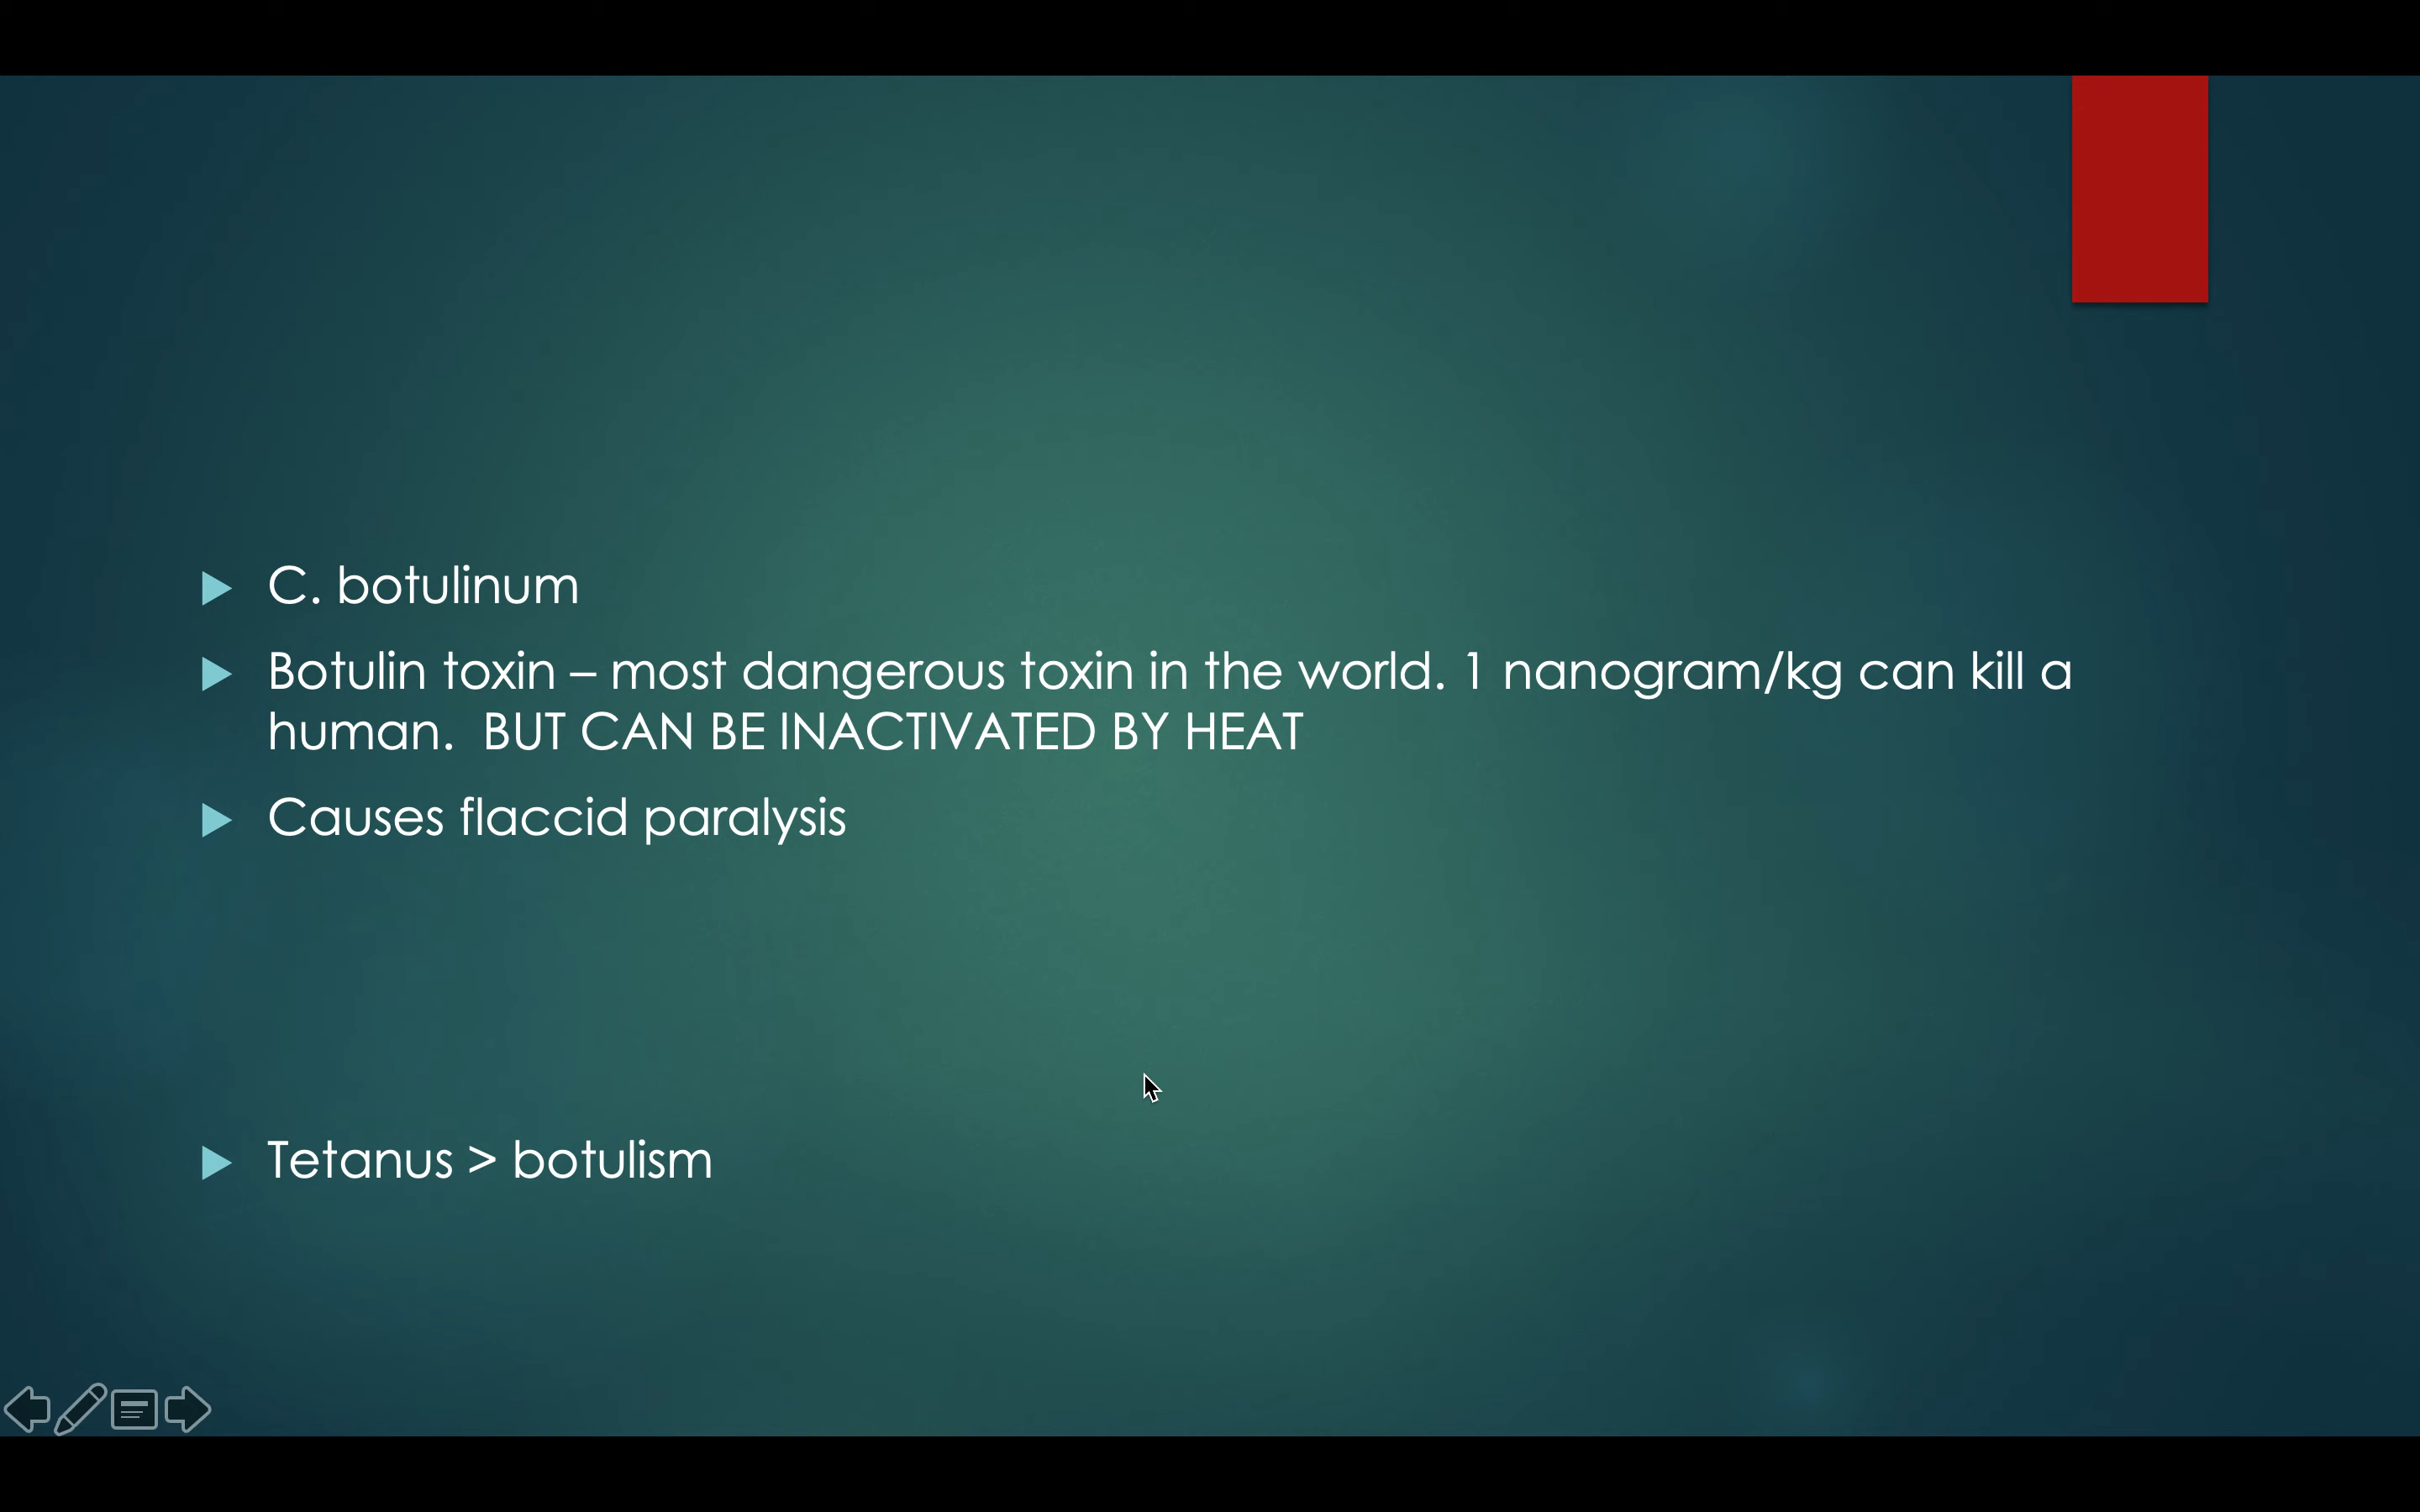 C. botulinum
Botulin toxin – most dangerous toxin in the world. 1 nanogram/kg can kill a
human.  BUT CAN BE INACTIVATED BY HEAT
Causes flaccid paralysis
Tetanus > botulism